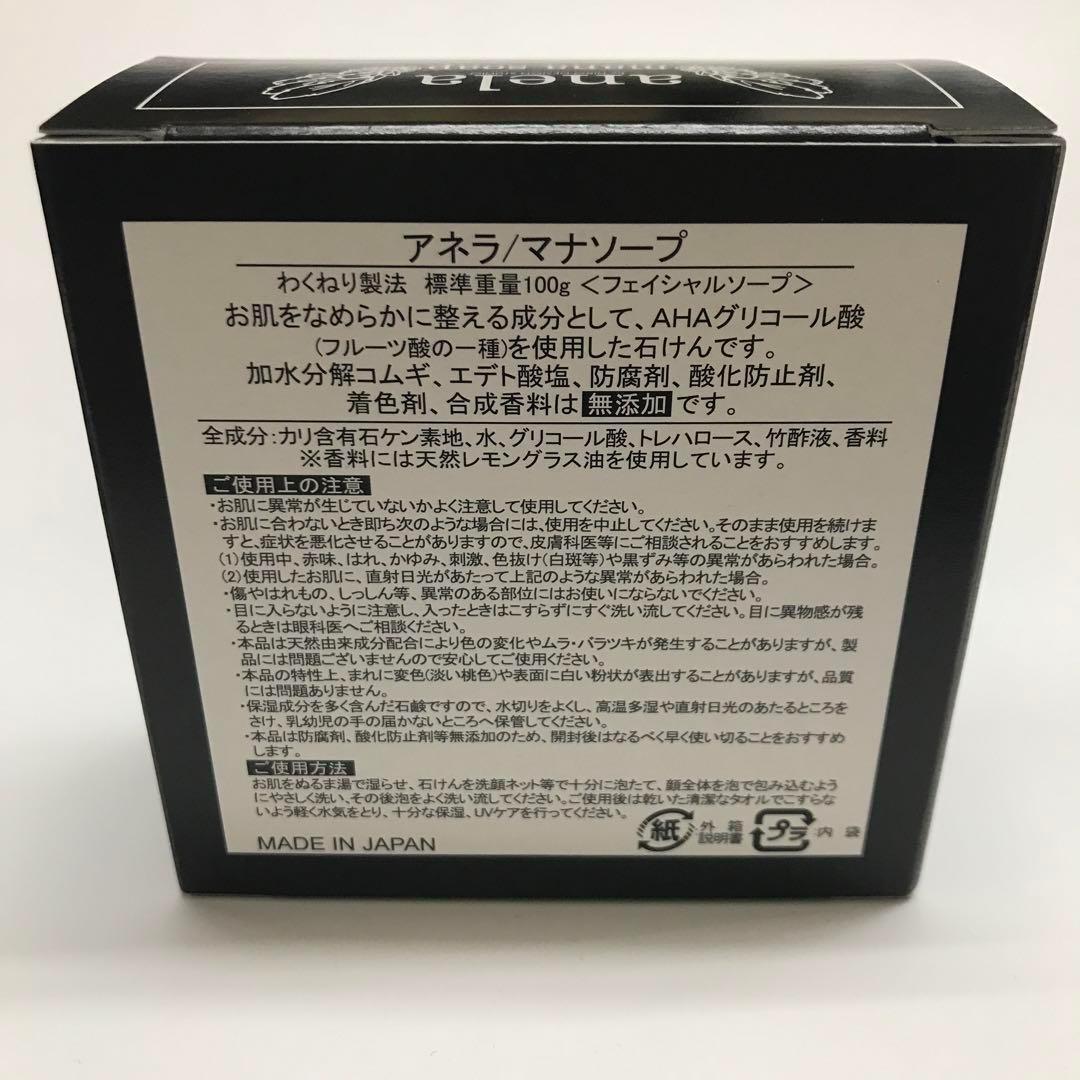 anela
mana soap
アネラ/マナソープ
わくねり製法 標準重量100g <フェイシャルソープ>
お肌をなめらかに整える成分として、AHAグリコール酸
(フルーツ酸の一種)を使用した石けんです。
加水分解コムギ、エデト酸塩、防腐剤、酸化防止剤、
着色剤、合成香料は 無添加 です。
全成分:カリ含有石ケン素地、水、グリコール酸、トレハロース、竹酢液、香料
※香料には天然レモングラス油を使用しています。
ご使用上の注意
・お肌に異常が生じていないかよく注意して使用してください。
・お肌に合わないとき即ち次のような場合には、使用を中止してください。そのまま使用を続けま
すと、症状を悪化させることがありますので、皮膚科医等にご相談されることをおすすめします。
(1)使用中、赤味、はれ、かゆみ、刺激、色抜け(白斑等)や黒ずみ等の異常があらわれた場合。
(2)使用したお肌に、直射日光があたって上記のような異常があらわれた場合。
・傷やはれもの、しっしん等、異常のある部位にはお使いにならないでください。
・目に入らないように注意し、入ったときはこすらずにすぐ洗い流してください。目に異物感が残
るときは眼科医へご相談ください。
・本品は天然由来成分配合により色の変化やムラ・バラツキが発生することがありますが、製
品には問題ございませんので安心してご使用ください。
・本品の特性上、まれに変色(淡い桃色)や表面に白い粉状が表出することがありますが、品質
には問題ありません。
・保湿成分を多く含んだ石鹸ですので、水切りをよくし、高温多湿や直射日光のあたるところを
さけ、乳幼児の手の届かないところへ保管してください。
・本品は防腐剤、酸化防止剤等無添加のため、開封後はなるべく早く使い切ることをおすすめ
します。
ご使用方法
お肌をぬるま湯で湿らせ、石けんを洗顔ネット等で十分に泡たて、顔全体を泡で包み込むよう
にやさしく洗い、その後泡をよく洗い流してください。ご使用後は乾いた清潔なタオルでこすらな
いよう軽く水気をとり、十分な保湿、UVケアを行ってください。
紙 外箱 説明書 プラ 内袋
MADE IN JAPAN